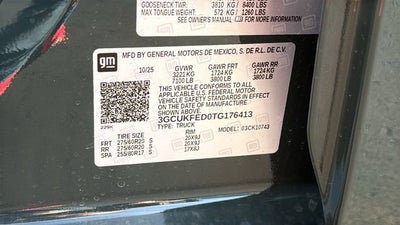 GOOSENECK TWR: 3810 KG / 8400 LBS
MAX TONGUE WEIGHT: 572 KG / 1260 LBS
SEE OWNER'S MANUAL FOR MORE INFORMATION
gm
MFD BY GENERAL MOTORS DE MEXICO, S. DE R.L. DE C.V.
10/25 GVWR GAWR FRT GAWR RR
3221 KG 1724 KG 1724 KG
7100 LB 3800 LB 3800 LB
THIS VEHICLE CONFORMS TO ALL
APPLICABLE U.S. FEDERAL MOTOR
VEHICLE SAFETY STANDARDS IN
EFFECT ON THE DATE OF
MANUFACTURE SHOWN ABOVE.
3GCUKFED0TG176413
TYPE: TRUCK MODEL: 03CK10743
TIRE SIZE RIM
FRT 275/60R20 S 20X9J
RR 275/60R20 S 20X9J
SPA 255/80R17 S 17X8J